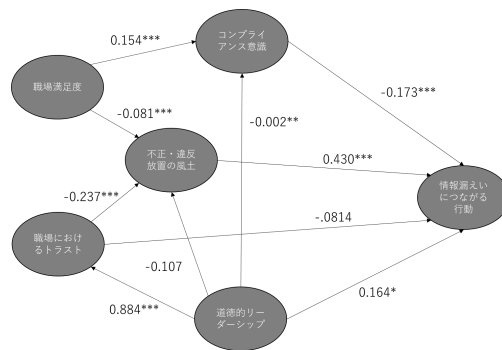 コンプライ
アンス意識
0.154***
職場満足度
-0.173***
-0.081***
-0.002**
不正・違反
放置の風土
0.430***
情報漏えい
につながる
行動
-0.237***
職場におけ
るトラスト
-.0814
-0.107
0.884***
道徳的リー
ダーシップ
0.164*